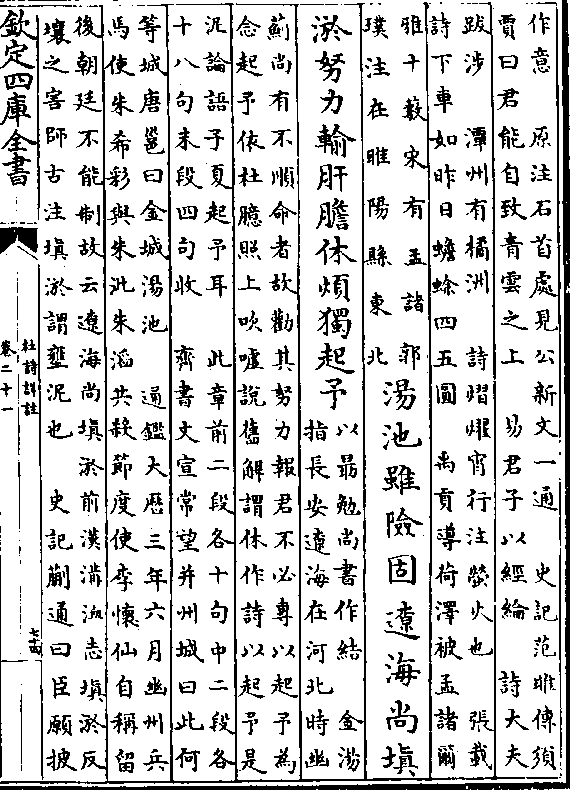 作意　原注石首處見公新文一通　史記范雎傳須
賈曰君能自致青雲之上　易君子以經綸　詩大夫
跋涉　潭州有橘洲　詩熠燿宵行注螢火也　張載
詩下車如昨日蟾蜍四五圓　禹貢導菏澤被孟諸爾
雅十藪宋有孟諸郭
璞注在睢陽縣東北
湯池雖險固遼海尚塡
淤努力輸肝膽休煩獨起予
以朂勉尚書作結　金湯
指長安遼海在河北時幽
薊尚有不順命者故勸其努力報君不必專以起予為
念起予依杜臆照上吹噓說舊解謂休作詩以起予是
泥論語子夏起予耳　此章前二段各十句中二段各
十八句末段四句收　齊書文宣常望并州城曰此何
等城唐邕曰金城湯池　通鑑大歷三年六月幽州兵
馬使朱希彩與朱泚朱滔共殺節度使李懷仙自稱留
後朝廷不能制故云遼海尚塡淤前漢溝洫志塡淤反
壤之害師古注塡淤謂壅泥也　史記蒯通曰臣願披
欽定四庫全書
杜詩詳註
卷二十一